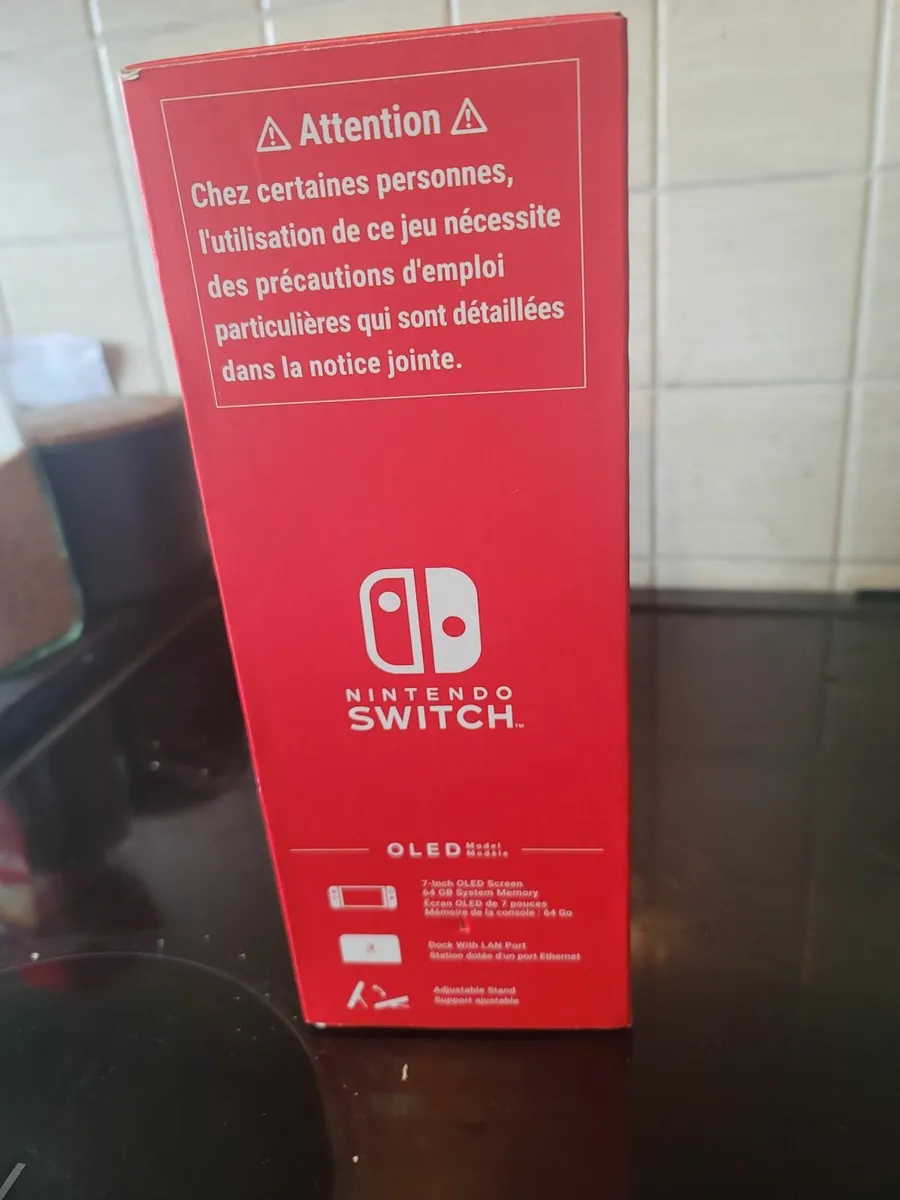 Attention
Chez certaines personnes,
l'utilisation de ce jeu nécessite
des précautions d'emploi
particulières qui sont détaillées
dans la notice jointe.
NINTENDO
SWITCH™
OLED Model
Modèle
7-Inch OLED Screen
64 GB System Memory
Écran OLED de 7 pouces
Mémoire de la console : 64 Go
Dock With LAN Port
Station dotée d'un port Ethernet
Adjustable Stand
Support ajustable